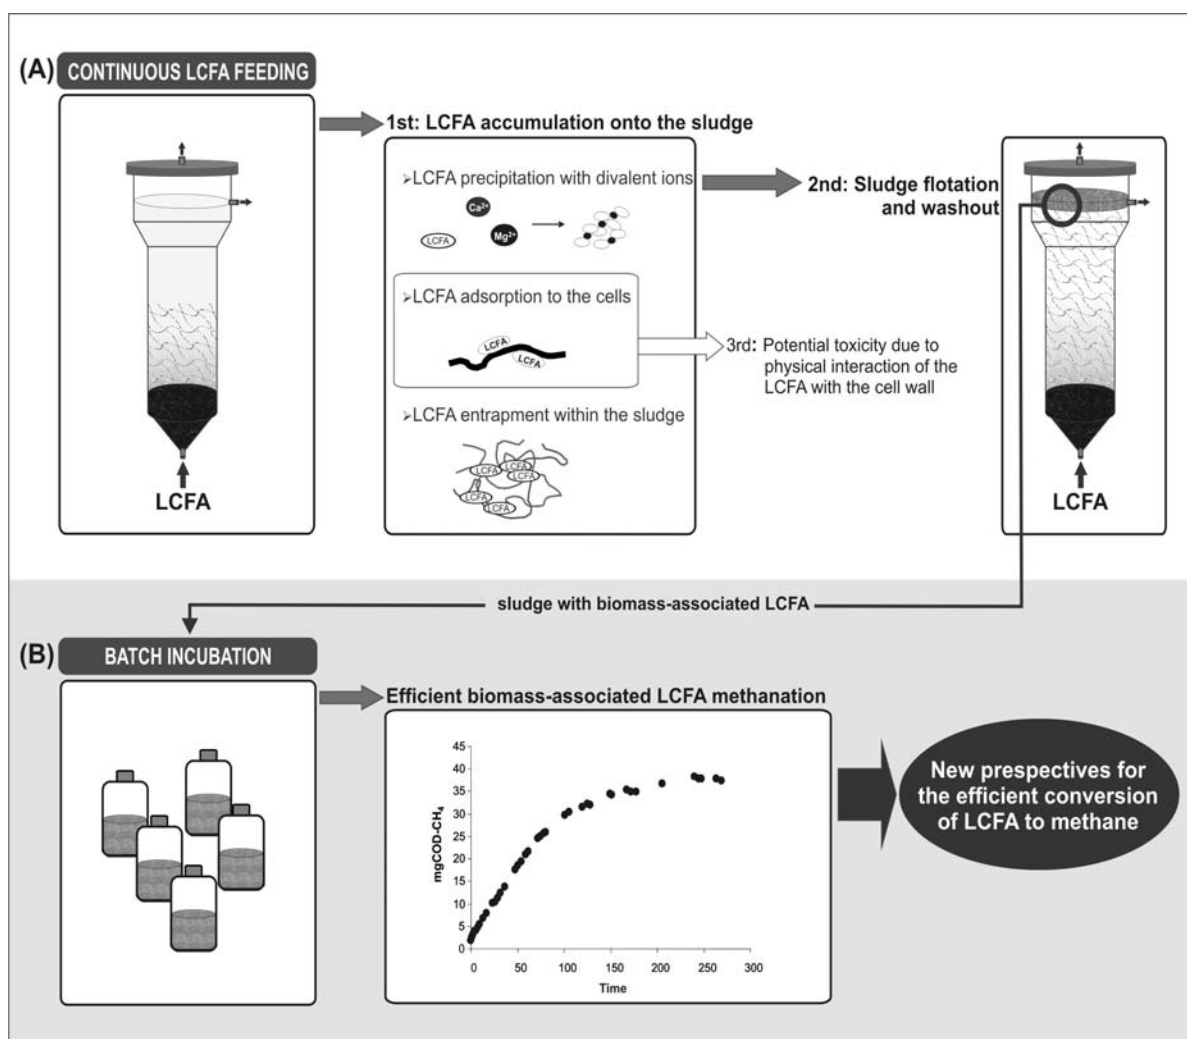 (A) CONTINUOUS LCFA FEEDING
LCFA
1st: LCFA accumulation onto the sludge
➢LCFA precipitation with divalent ions
Ca²⁺
LCFA
Mg²⁺
➢LCFA adsorption to the cells
LCFA
LCFA
➢LCFA entrapment within the sludge
LCFA
LCFA
LCFA
LCFA
LCFA
2nd: Sludge flotation
and washout
3rd: Potential toxicity due to
physical interaction of the
LCFA with the cell wall
LCFA
sludge with biomass-associated LCFA
(B) BATCH INCUBATION
Efficient biomass-associated LCFA methanation
mgCOD-CH₄
45
40
35
30
25
20
15
10
5
0
0 50 100 150 200 250 300
Time
New prespectives for
the efficient conversion
of LCFA to methane